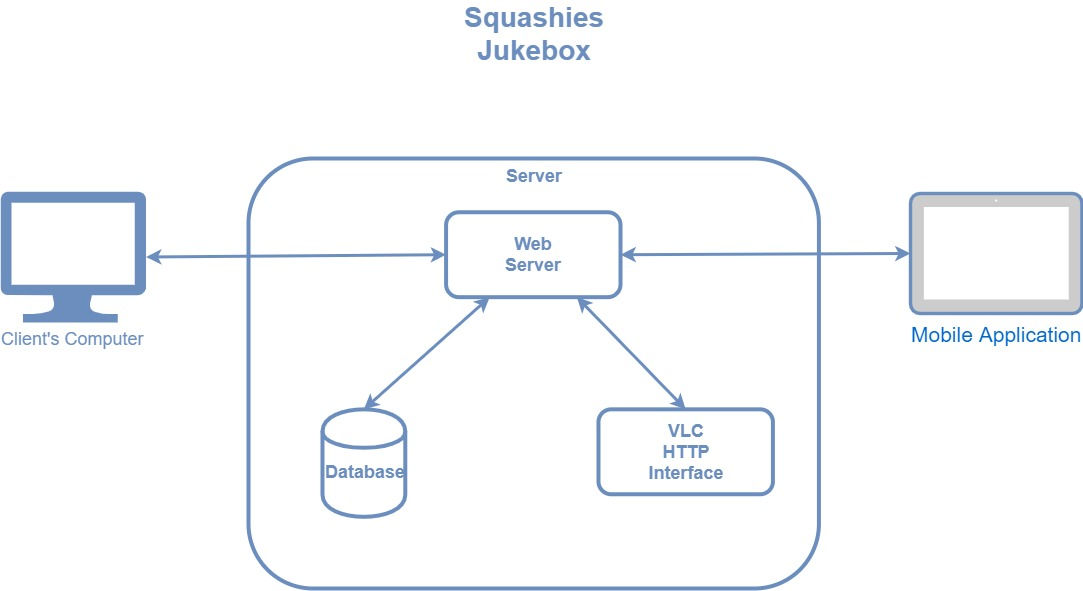 Squashies
Jukebox
Server
Web
Server
Client's Computer
Mobile Application
VLC
HTTP
Interface
Database